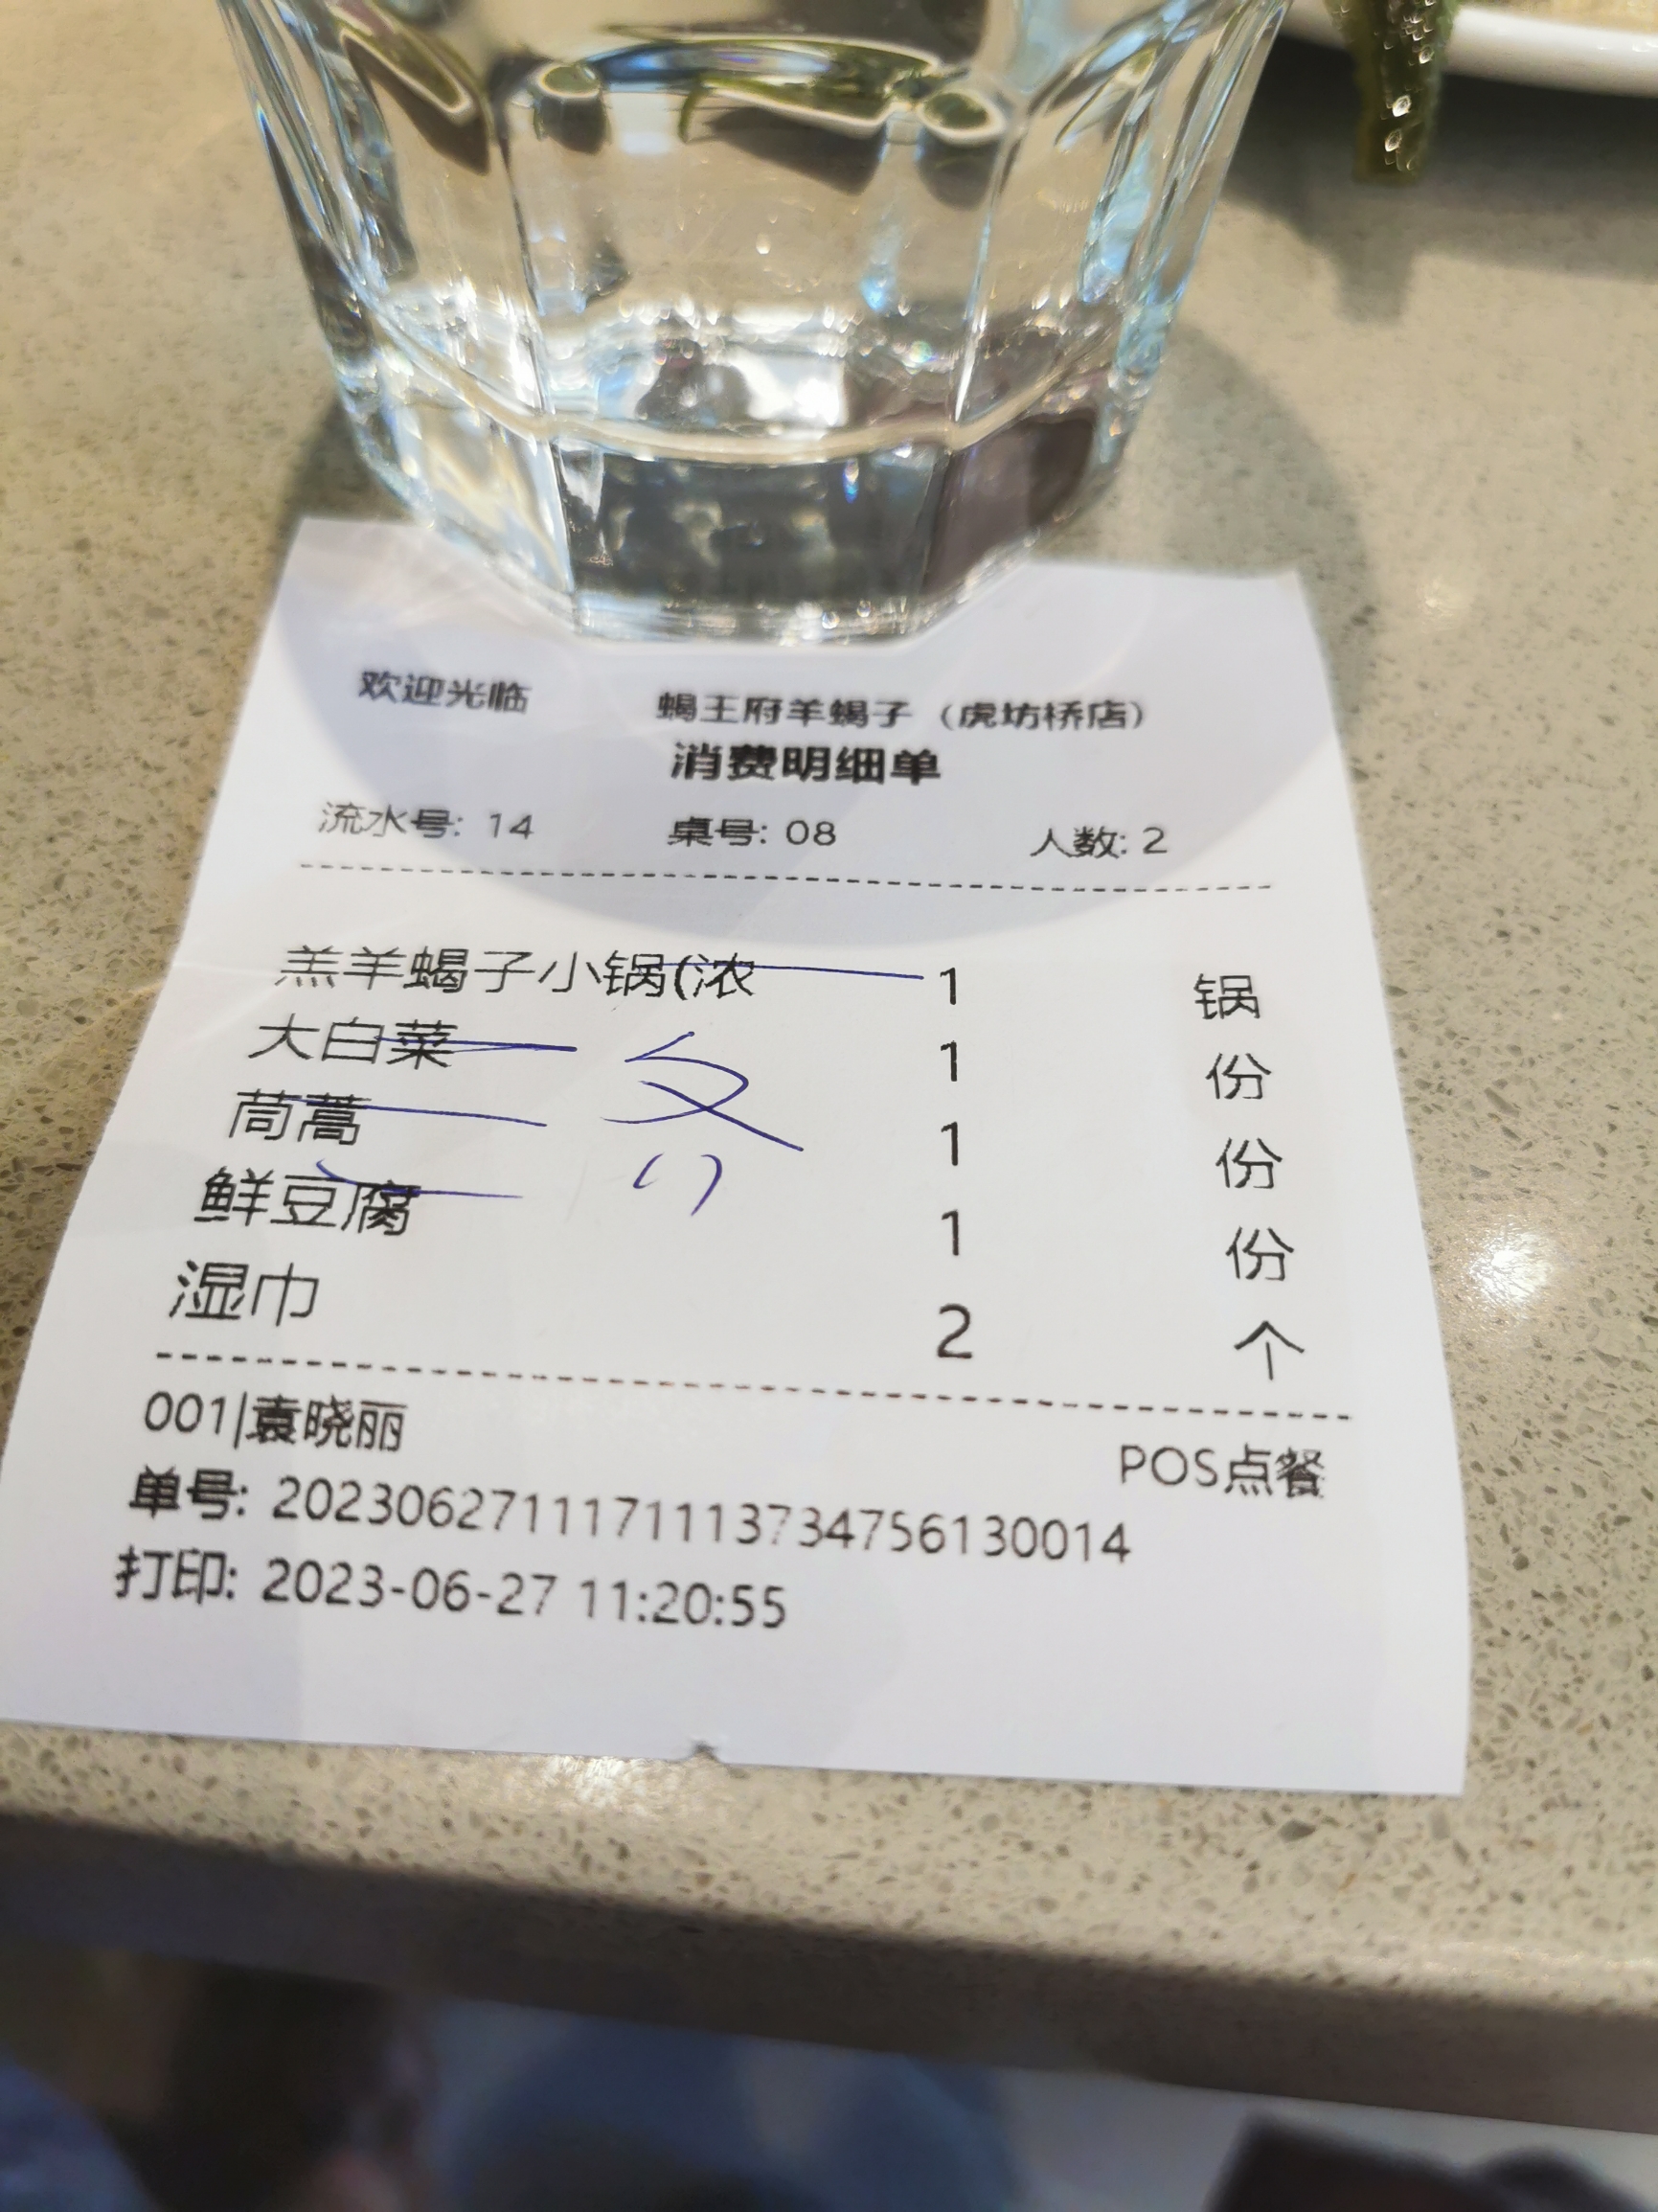 欢迎光临 蝎王府羊蝎子（虎坊桥店）
消费明细单
流水号: 14 桌号: 08 人数: 2
羔羊蝎子小锅(浓 1 锅
大白菜 1 份
茼蒿 1 份
鲜豆腐 1 份
湿巾 2 个
001|袁晓丽 POS点餐
单号: 20230627111711137347561300​14
打印: 2023-06-27 11:20:55